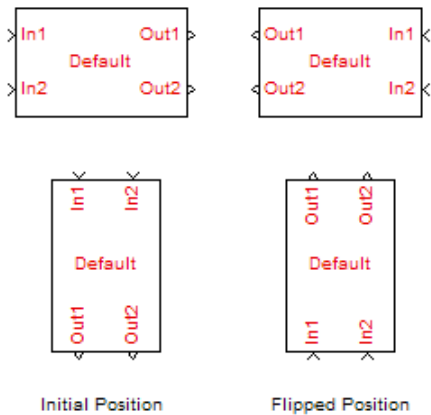 In1 Out1
Default
In2 Out2
Out1 In1
Default
Out2 In2
In1 In2
Default
Out1 Out2
Out1 Out2
Default
In1 In2
Initial Position
Flipped Position